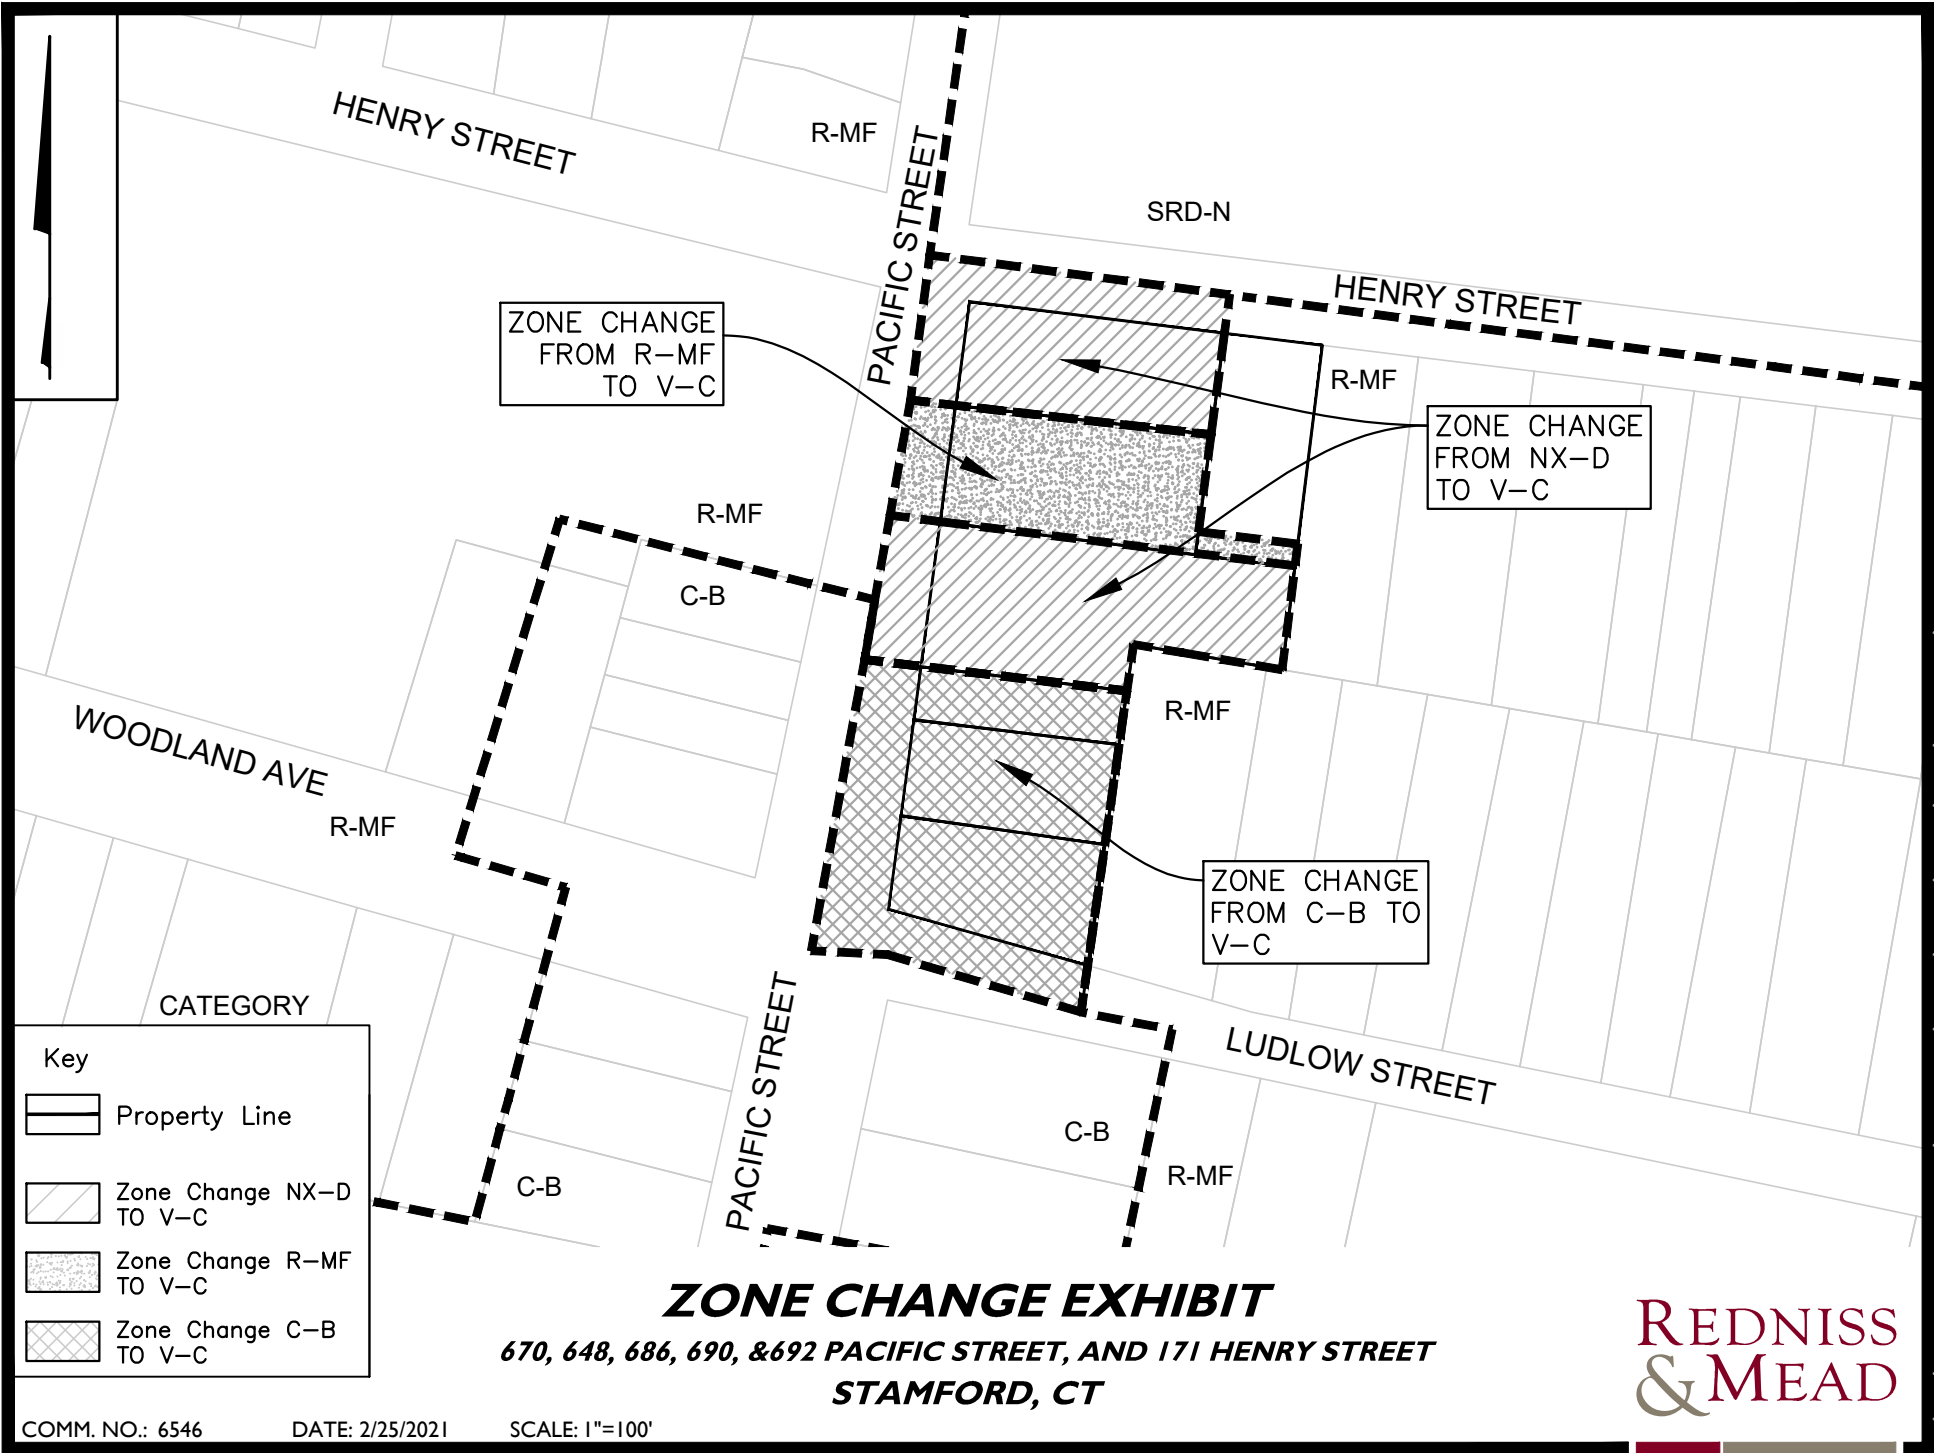 HENRY STREET
R-MF
PACIFIC STREET
SRD-N
HENRY STREET
ZONE CHANGE
FROM R-MF
TO V-C
R-MF
ZONE CHANGE
FROM NX-D
TO V-C
R-MF
C-B
R-MF
WOODLAND AVE
R-MF
ZONE CHANGE
FROM C-B TO
V-C
PACIFIC STREET
LUDLOW STREET
C-B
R-MF
C-B
CATEGORY
Key
Property Line
Zone Change NX-D
TO V-C
Zone Change R-MF
TO V-C
Zone Change C-B
TO V-C
ZONE CHANGE EXHIBIT
670, 648, 686, 690, &692 PACIFIC STREET, AND 171 HENRY STREET
STAMFORD, CT
COMM. NO.: 6546 DATE: 2/25/2021 SCALE: 1"=100'
REDNISS
&MEAD